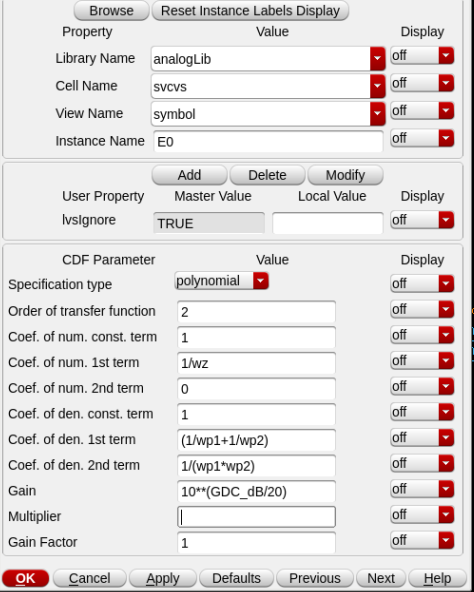 Browse Reset Instance Labels Display
Property Value Display
Library Name analogLib off
Cell Name svcvs off
View Name symbol off
Instance Name E0 off
Add Delete Modify
User Property Master Value Local Value Display
lvsIgnore TRUE off
CDF Parameter Value Display
Specification type polynomial off
Order of transfer function 2 off
Coef. of num. const. term 1 off
Coef. of num. 1st term 1/wz off
Coef. of num. 2nd term 0 off
Coef. of den. const. term 1 off
Coef. of den. 1st term (1/wp1+1/wp2) off
Coef. of den. 2nd term 1/(wp1*wp2) off
Gain 10**(GDC_dB/20) off
Multiplier off
Gain Factor 1 off
OK Cancel Apply Defaults Previous Next Help